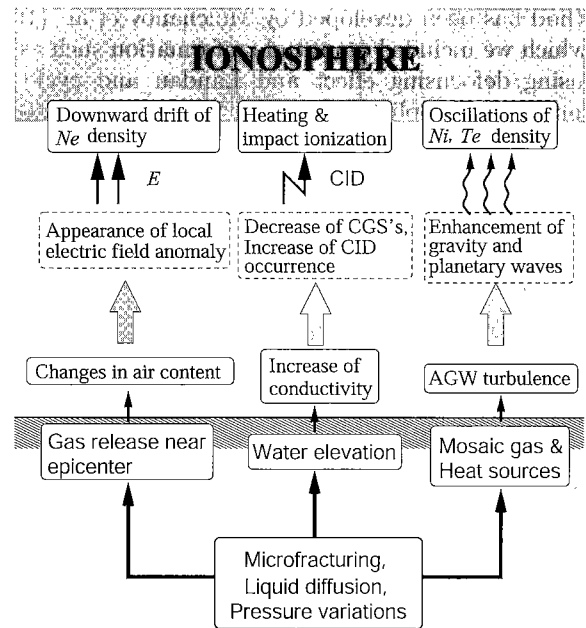 IONOSPHERE
Downward drift of
Ne density
Heating &
impact ionization
Oscillations of
Ni, Te density
E
CID
Appearance of local
electric field anomaly
Decrease of CGS's,
Increase of CID
occurrence
Enhancement of
gravity and
planetary waves
Changes in air content
Increase of
conductivity
AGW turbulence
Gas release near
epicenter
Water elevation
Mosaic gas &
Heat sources
Microfracturing,
Liquid diffusion,
Pressure variations